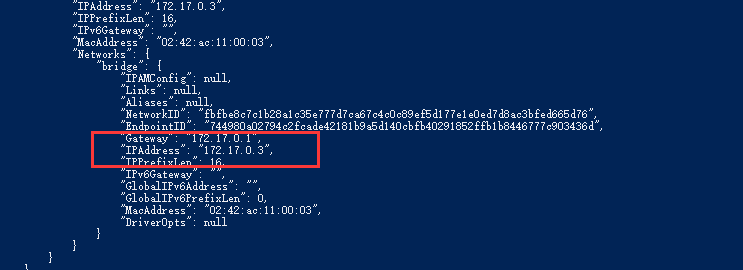 "IPAddress": "172.17.0.3",
"IPPrefixLen": 16,
"IPv6Gateway": "",
"MacAddress": "02:42:ac:11:00:03",
"Networks": {
"bridge": {
"IPAMConfig": null,
"Links": null,
"Aliases": null,
"NetworkID": "fbfbe8c7c1b28a1c35e777d7ca67c4c0c89ef5d177e1e0ed7d8ac3bfed665d76",
"EndpointID": "744980a02794c2fcade42181b9a5d140cbfb40291852ffb1b8446777c903436d",
"Gateway": "172.17.0.1",
"IPAddress": "172.17.0.3",
"IPPrefixLen": 16,
"IPv6Gateway": "",
"GlobalIPv6Address": "",
"GlobalIPv6PrefixLen": 0,
"MacAddress": "02:42:ac:11:00:03",
"DriverOpts": null
}
}
}
}